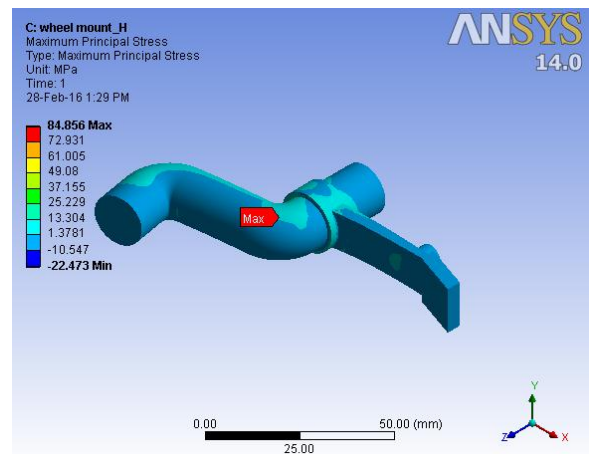 C: wheel mount_H
Maximum Principal Stress
Type: Maximum Principal Stress
Unit: MPa
Time: 1
28-Feb-16 1:29 PM
ANSYS
14.0
84.856 Max
72.931
61.005
49.08
37.155
25.229
13.304
1.3781
-10.547
-22.473 Min
Max
0.00
50.00 (mm)
25.00
Y
Z
X